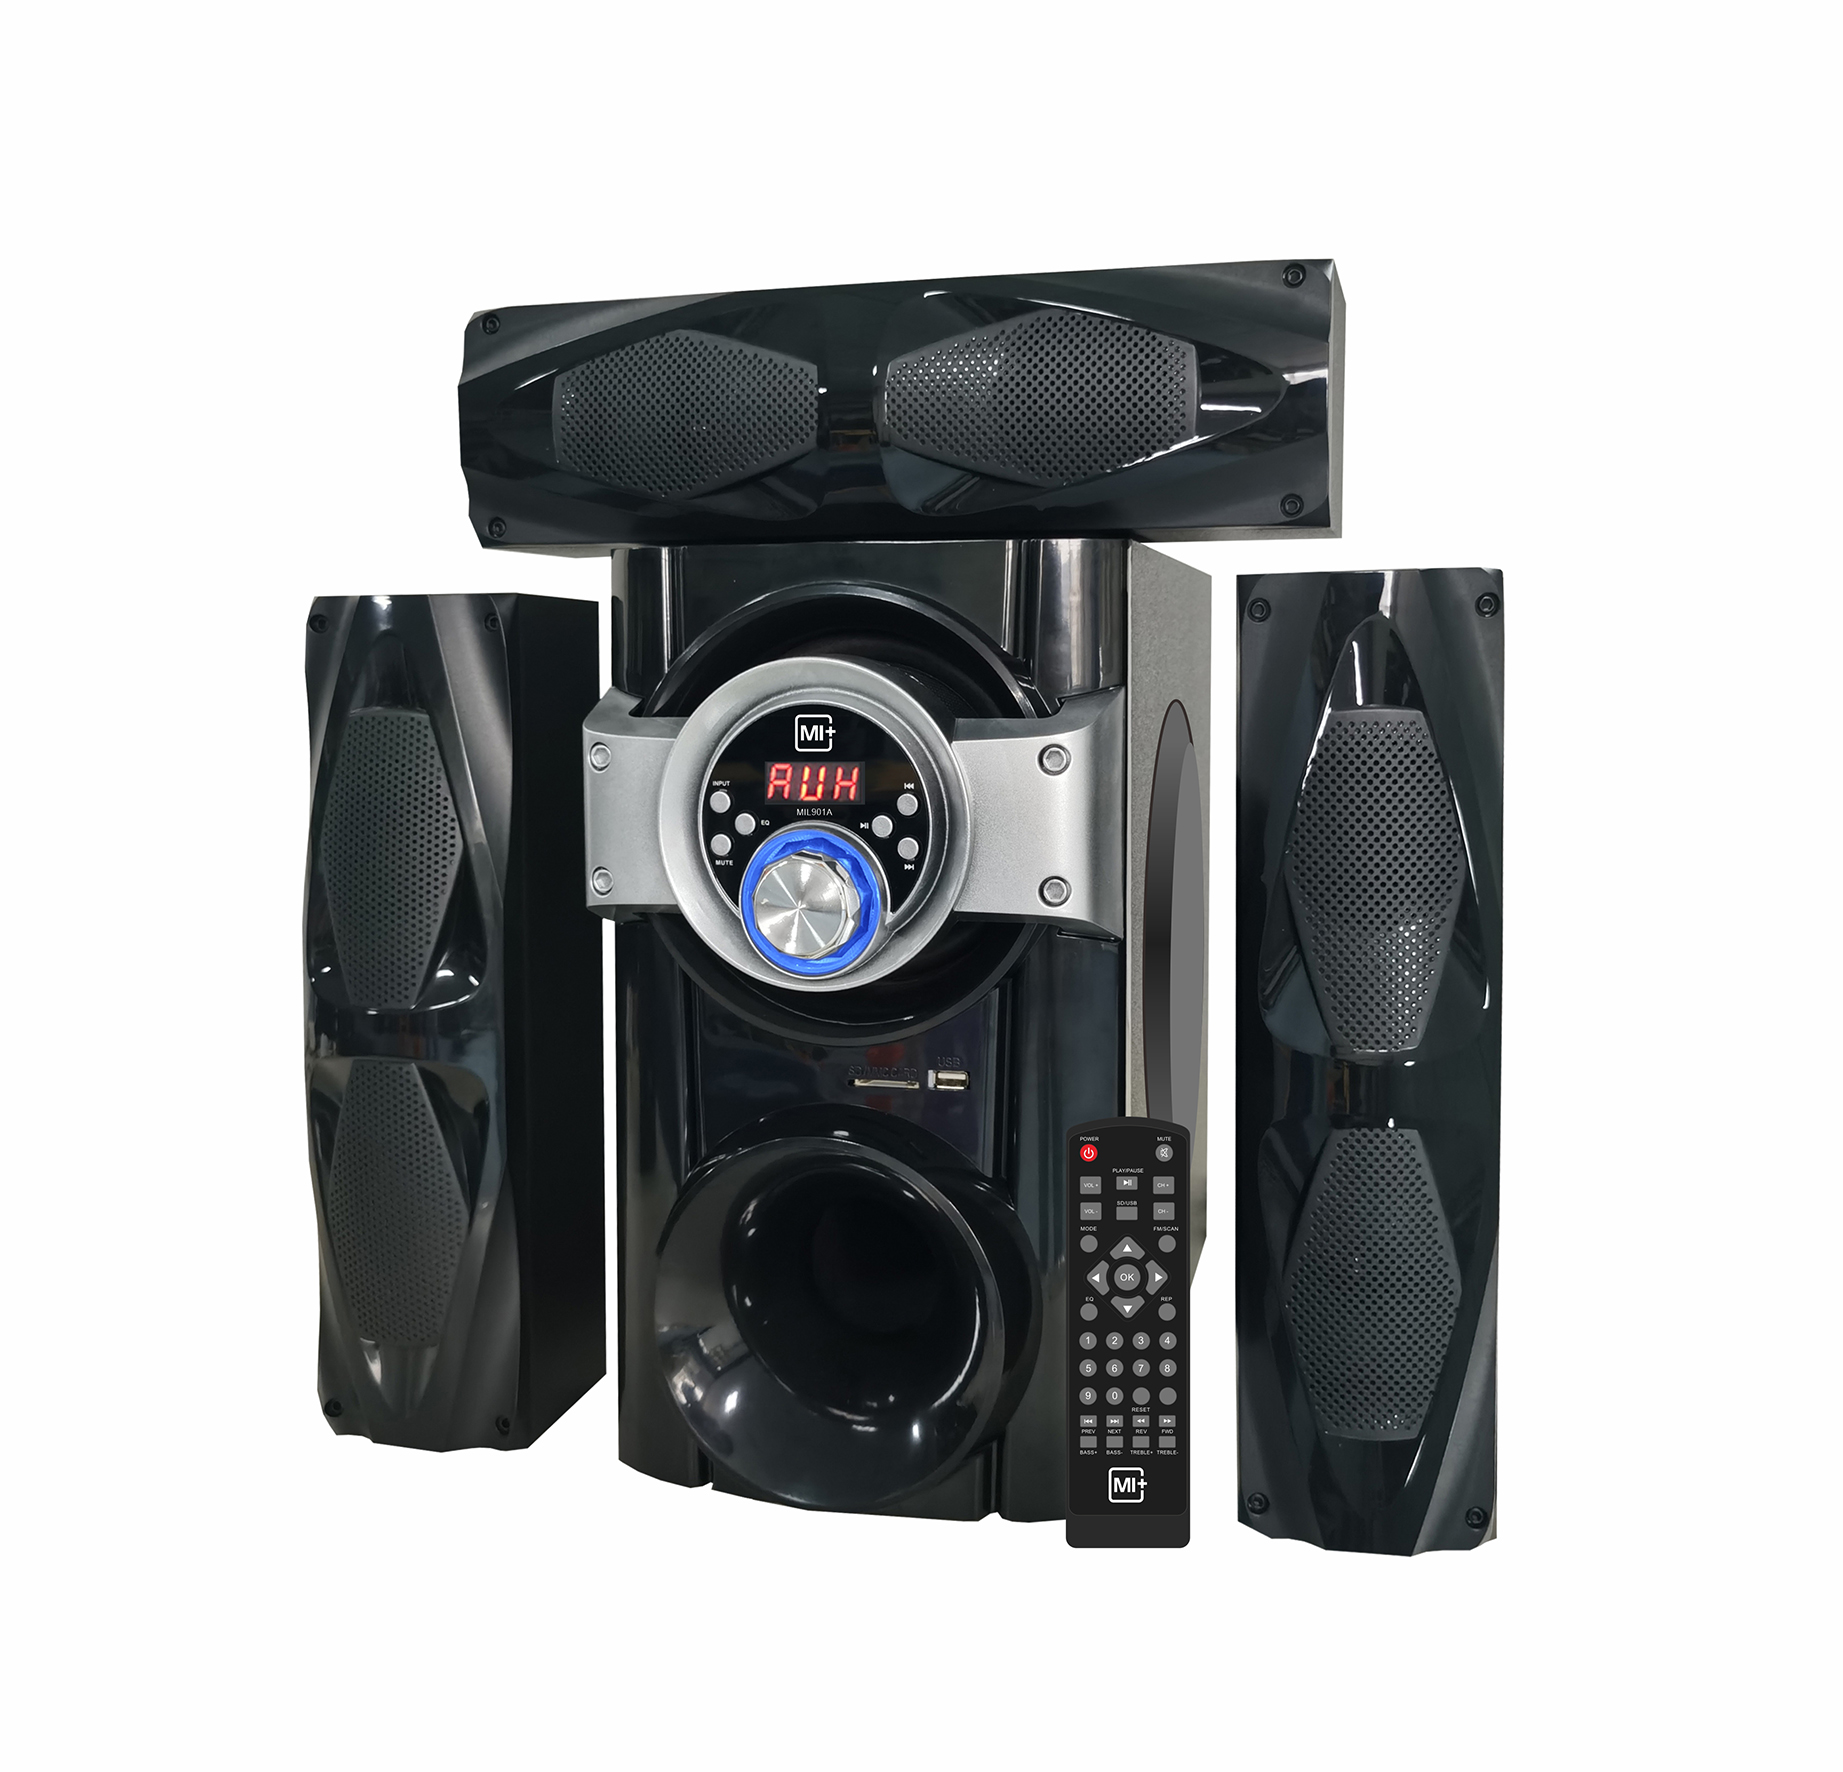 MI+
AUH
MIL901A
INPUT
EQ
MUTE
SD/MMC CARD
USB
POWER
MUTE
PLAY/PAUSE
VOL +
CH +
SD/USB
VOL -
CH -
MODE
FM/SCAN
OK
EQ
REP
1 2 3 4
5 6 7 8
9 0
RESET
PREV NEXT REV FWD
BASS+ BASS- TREBLE+ TREBLE-
MI+